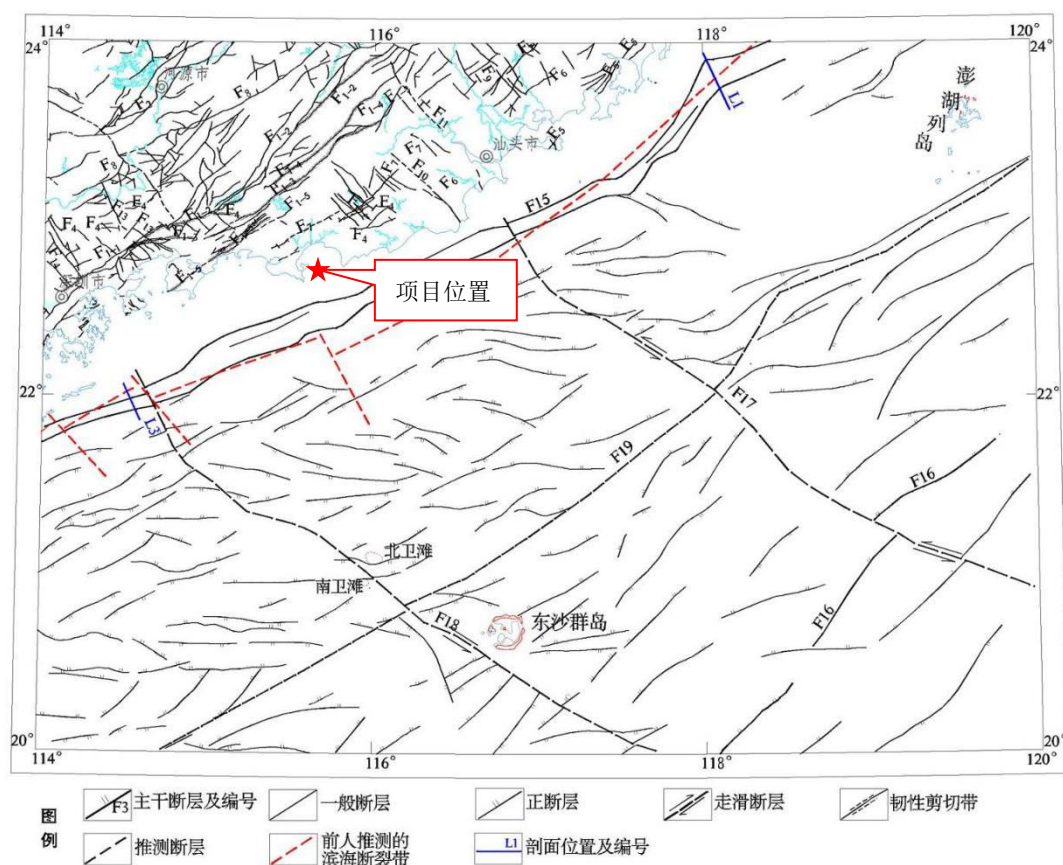 114°
116°
118°
120°
24°
24°
河源市
澎湖列岛
L1
汕头市
F15
深圳市
项目位置
22°
22°
L3
F17
F19
F16
北卫滩
南卫滩
东沙群岛
F18
F16
20°
20°
114°
116°
118°
120°
图例
F3 主干断层及编号
一般断层
正断层
走滑断层
韧性剪切带
推测断层
前人推测的
滨海断裂带
L1 剖面位置及编号